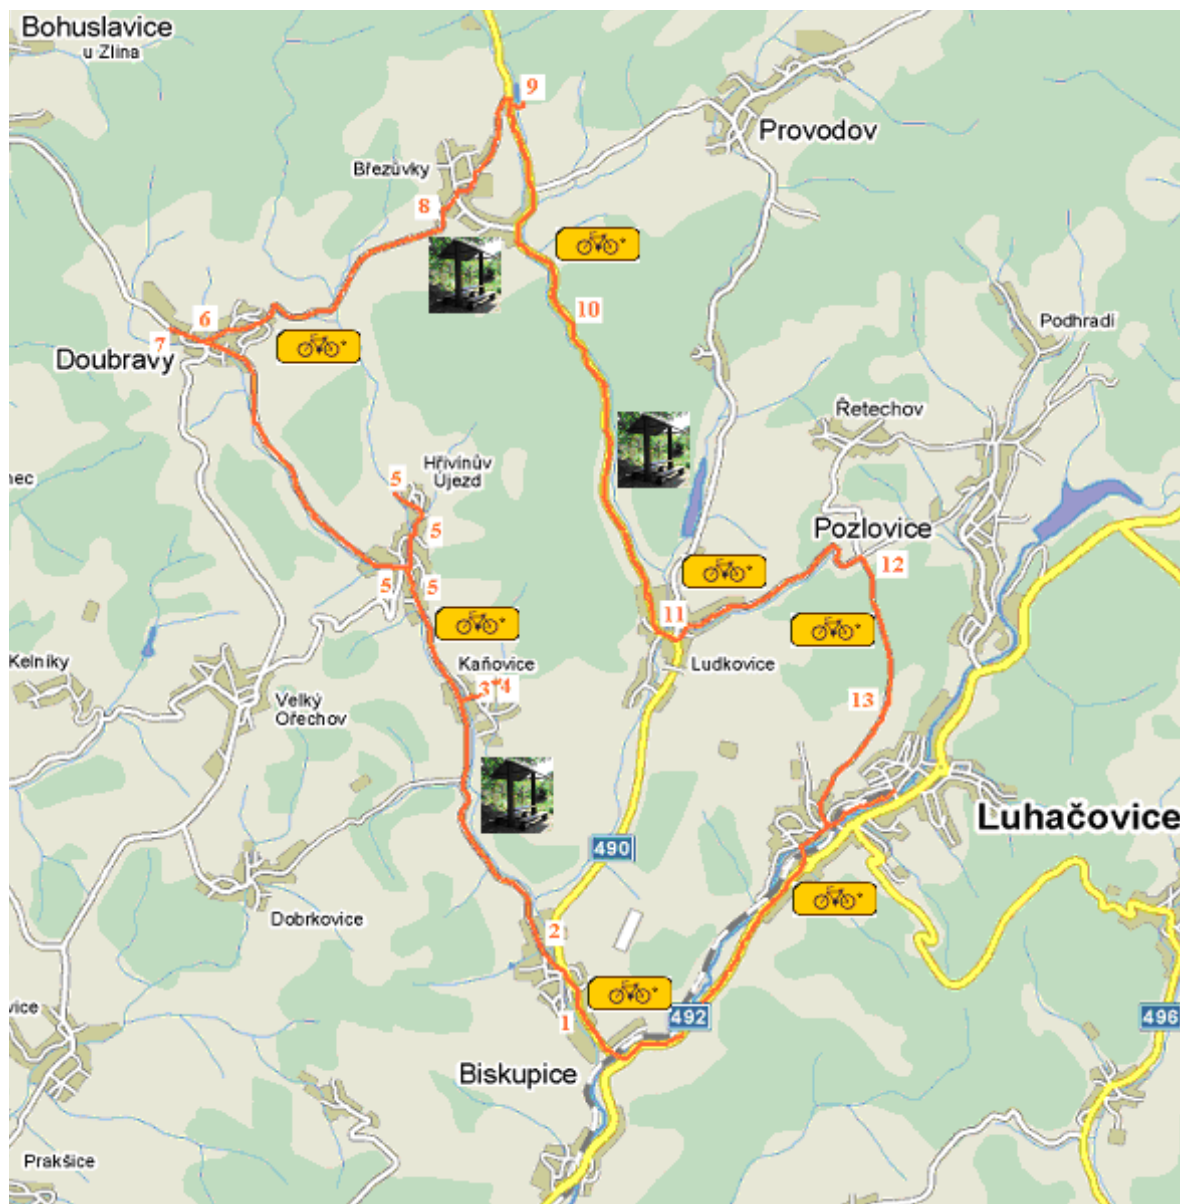 Bohuslavice
u Zlína
9
Provodov
Březůvky
8
10
6
7
Doubravy
Podhradí
Řetechov
nec
Hřivínův
Újezd
5
5
Pozlovice
12
5
5
11
Kelníky
Kaňovice
Ludkovice
3
4
Velký
Ořechov
13
Luhačovice
490
Dobrkovice
2
vice
1
492
496
Biskupice
Prakšice